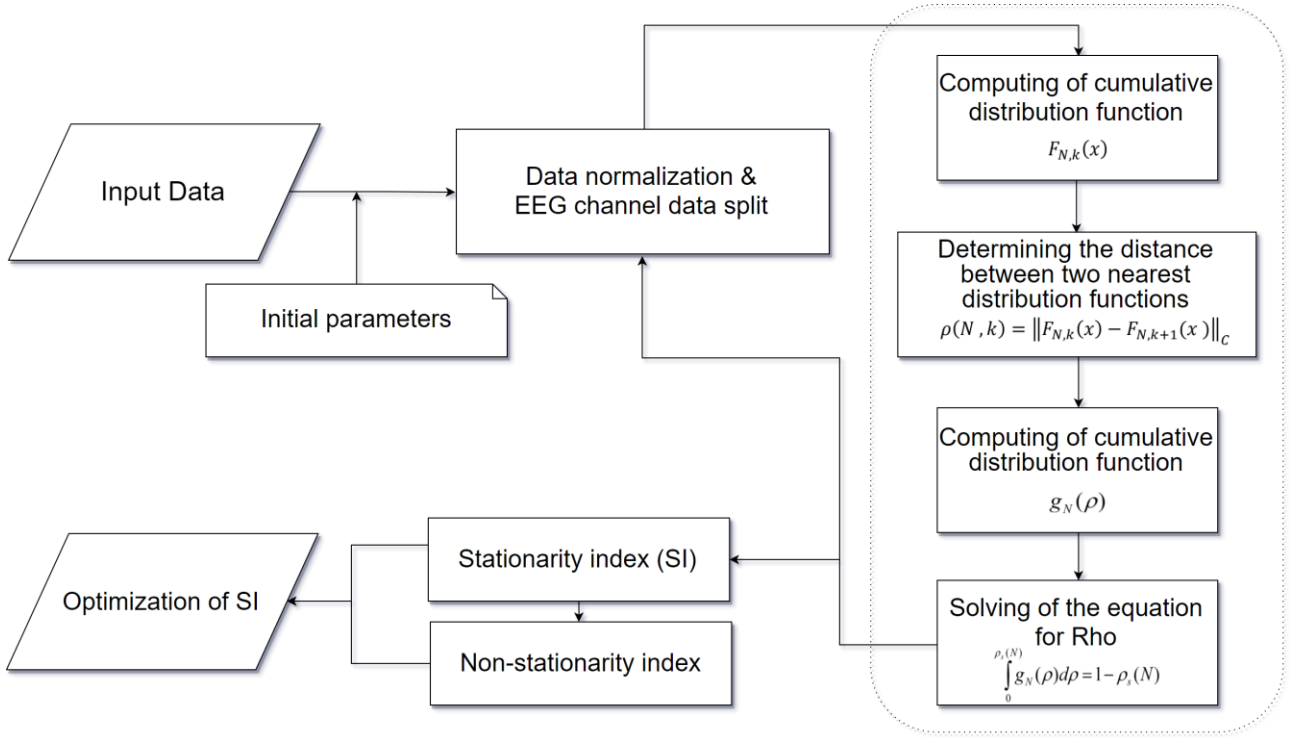 Input Data
Initial parameters
Data normalization &
EEG channel data split
Computing of cumulative
distribution function
F_{N,k}(x)
Determining the distance
between two nearest
distribution functions
ρ(N,k) = ‖F_{N,k}(x) − F_{N,k+1}(x)‖_C
Computing of cumulative
distribution function
g_N(ρ)
Solving of the equation
for Rho
∫_0^{ρ_s(N)} g_N(ρ)dρ = 1 − ρ_s(N)
Stationarity index (SI)
Non-stationarity index
Optimization of SI